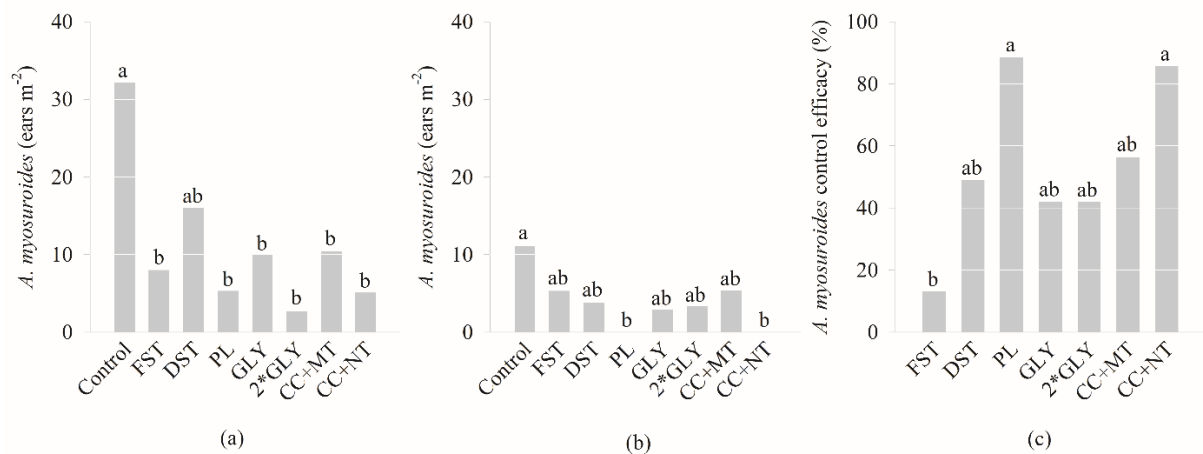 A. myosuroides (ears m-2)
40
30
20
10
0
a
b
ab
b
b
b
b
b
Control
FST
DST
PL
GLY
2*GLY
CC+MT
CC+NT
(a)
A. myosuroides (ears m-2)
40
30
20
10
0
a
ab
ab
b
ab
ab
ab
b
Control
FST
DST
PL
GLY
2*GLY
CC+MT
CC+NT
(b)
A. myosuroides control efficacy (%)
100
80
60
40
20
0
b
ab
a
ab
ab
ab
a
FST
DST
PL
GLY
2*GLY
CC+MT
CC+NT
(c)